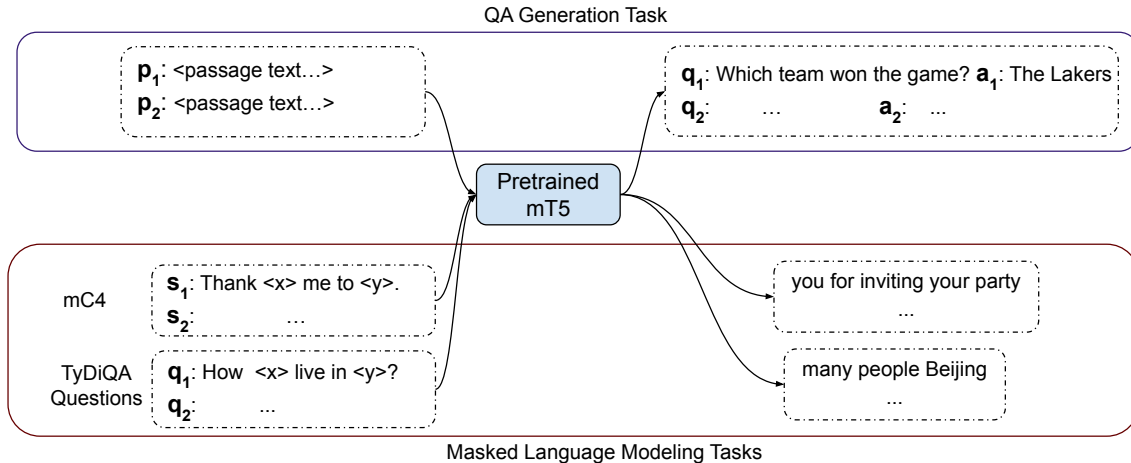 QA Generation Task
p1: <passage text...>
p2: <passage text...>
q1: Which team won the game? a1: The Lakers
q2: ... a2: ...
Pretrained
mT5
mC4
s1: Thank <x> me to <y>.
s2: ...
you for inviting your party
...
TyDiQA
Questions
q1: How <x> live in <y>?
q2: ...
many people Beijing
...
Masked Language Modeling Tasks